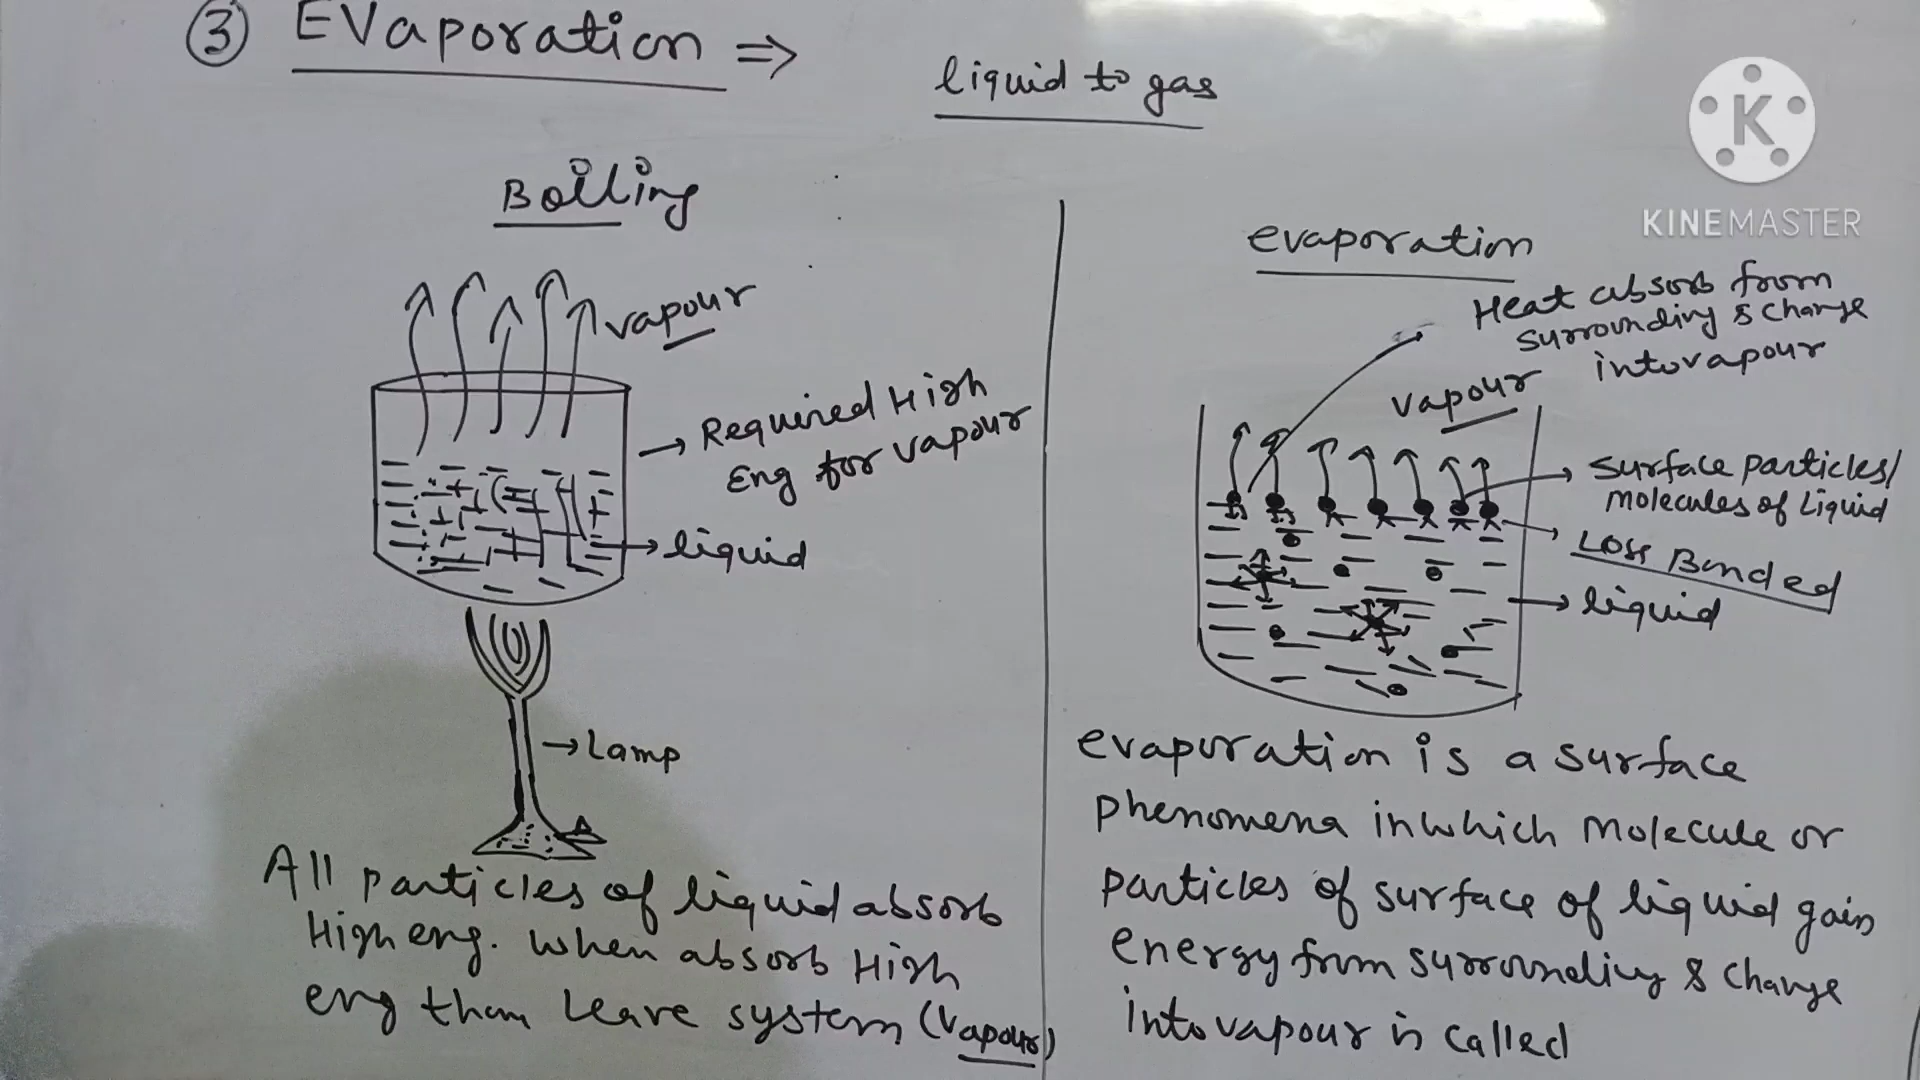 3 Evaporation ⇒
liquid to gas
Boiling
vapour
→ Required High
Eng for vapour
→ liquid
→ Lamp
All particles of liquid absorb
High eng. when absorb High
eng than leave system (Vapour)
K
KINEMASTER
evaporation
Heat absorb from
surrounding & change
into vapour
vapour
→ surface particles/
molecules of Liquid
→ Loss Bonded
→ liquid
evaporation is a surface
phenomena in which molecule or
particles of surface of liquid gain
energy from surrounding & change
into vapour is called